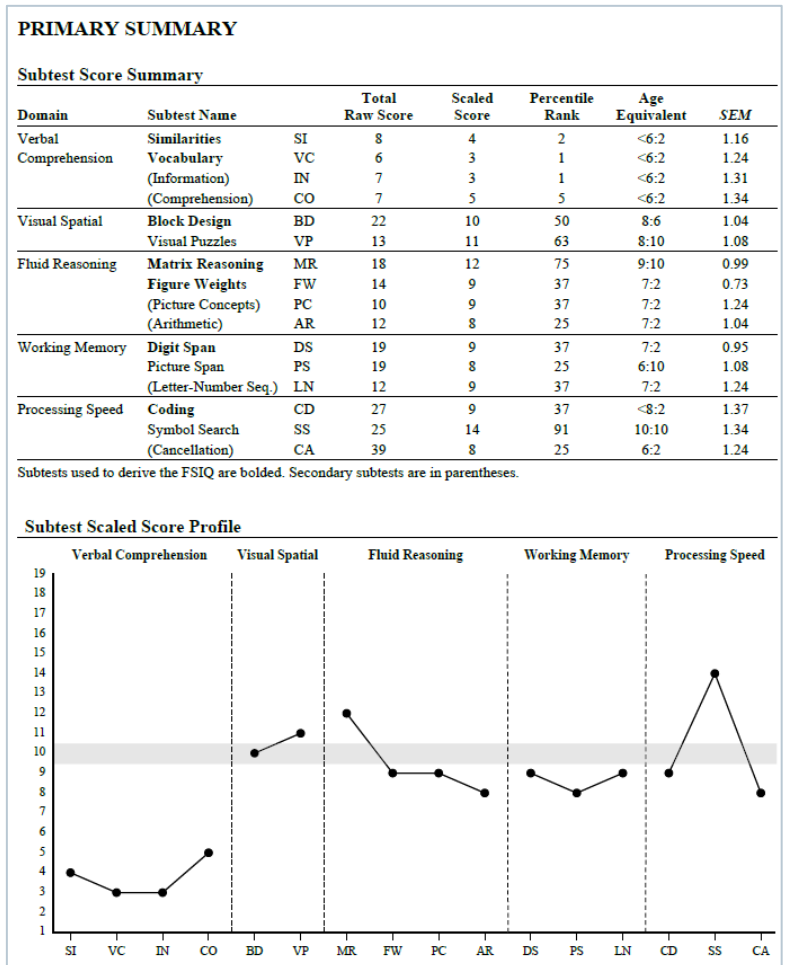 PRIMARY SUMMARY
Subtest Score Summary
Total Scaled Percentile Age
Domain Subtest Name Raw Score Score Rank Equivalent SEM
Verbal Similarities SI 8 4 2 <6:2 1.16
Comprehension Vocabulary VC 6 3 1 <6:2 1.24
(Information) IN 7 3 1 <6:2 1.31
(Comprehension) CO 7 5 5 <6:2 1.34
Visual Spatial Block Design BD 22 10 50 8:6 1.04
Visual Puzzles VP 13 11 63 8:10 1.08
Fluid Reasoning Matrix Reasoning MR 18 12 75 9:10 0.99
Figure Weights FW 14 9 37 7:2 0.73
(Picture Concepts) PC 10 9 37 7:2 1.24
(Arithmetic) AR 12 8 25 7:2 1.04
Working Memory Digit Span DS 19 9 37 7:2 0.95
Picture Span PS 19 8 25 6:10 1.08
(Letter-Number Seq.) LN 12 9 37 7:2 1.24
Processing Speed Coding CD 27 9 37 <8:2 1.37
Symbol Search SS 25 14 91 10:10 1.34
(Cancellation) CA 39 8 25 6:2 1.24
Subtests used to derive the FSIQ are bolded. Secondary subtests are in parentheses.
Subtest Scaled Score Profile
Verbal Comprehension Visual Spatial Fluid Reasoning Working Memory Processing Speed
19
18
17
16
15
14
13
12
11
10
9
8
7
6
5
4
3
2
1
SI VC IN CO BD VP MR FW PC AR DS PS LN CD SS CA